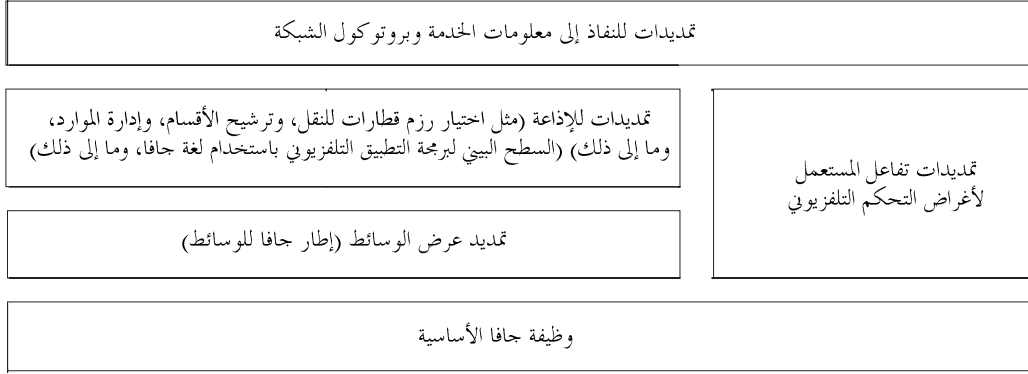 تمديدات للنفاذ إلى معلومات الخدمة وبروتوكول الشبكة
تمديدات للإذاعة (مثل اختيار رزم قطارات للنقل، وترشيح الأقسام، وإدارة الموارد،
وما إلى ذلك) (السطح البيني لبرمجة التطبيق التلفزيوني باستخدام لغة جافا، وما إلى ذلك)
تمديدات تفاعل المستعمل
لأغراض التحكم التلفزيوني
تمديد عرض الوسائط (إطار جافا للوسائط)
وظيفة جافا الأساسية